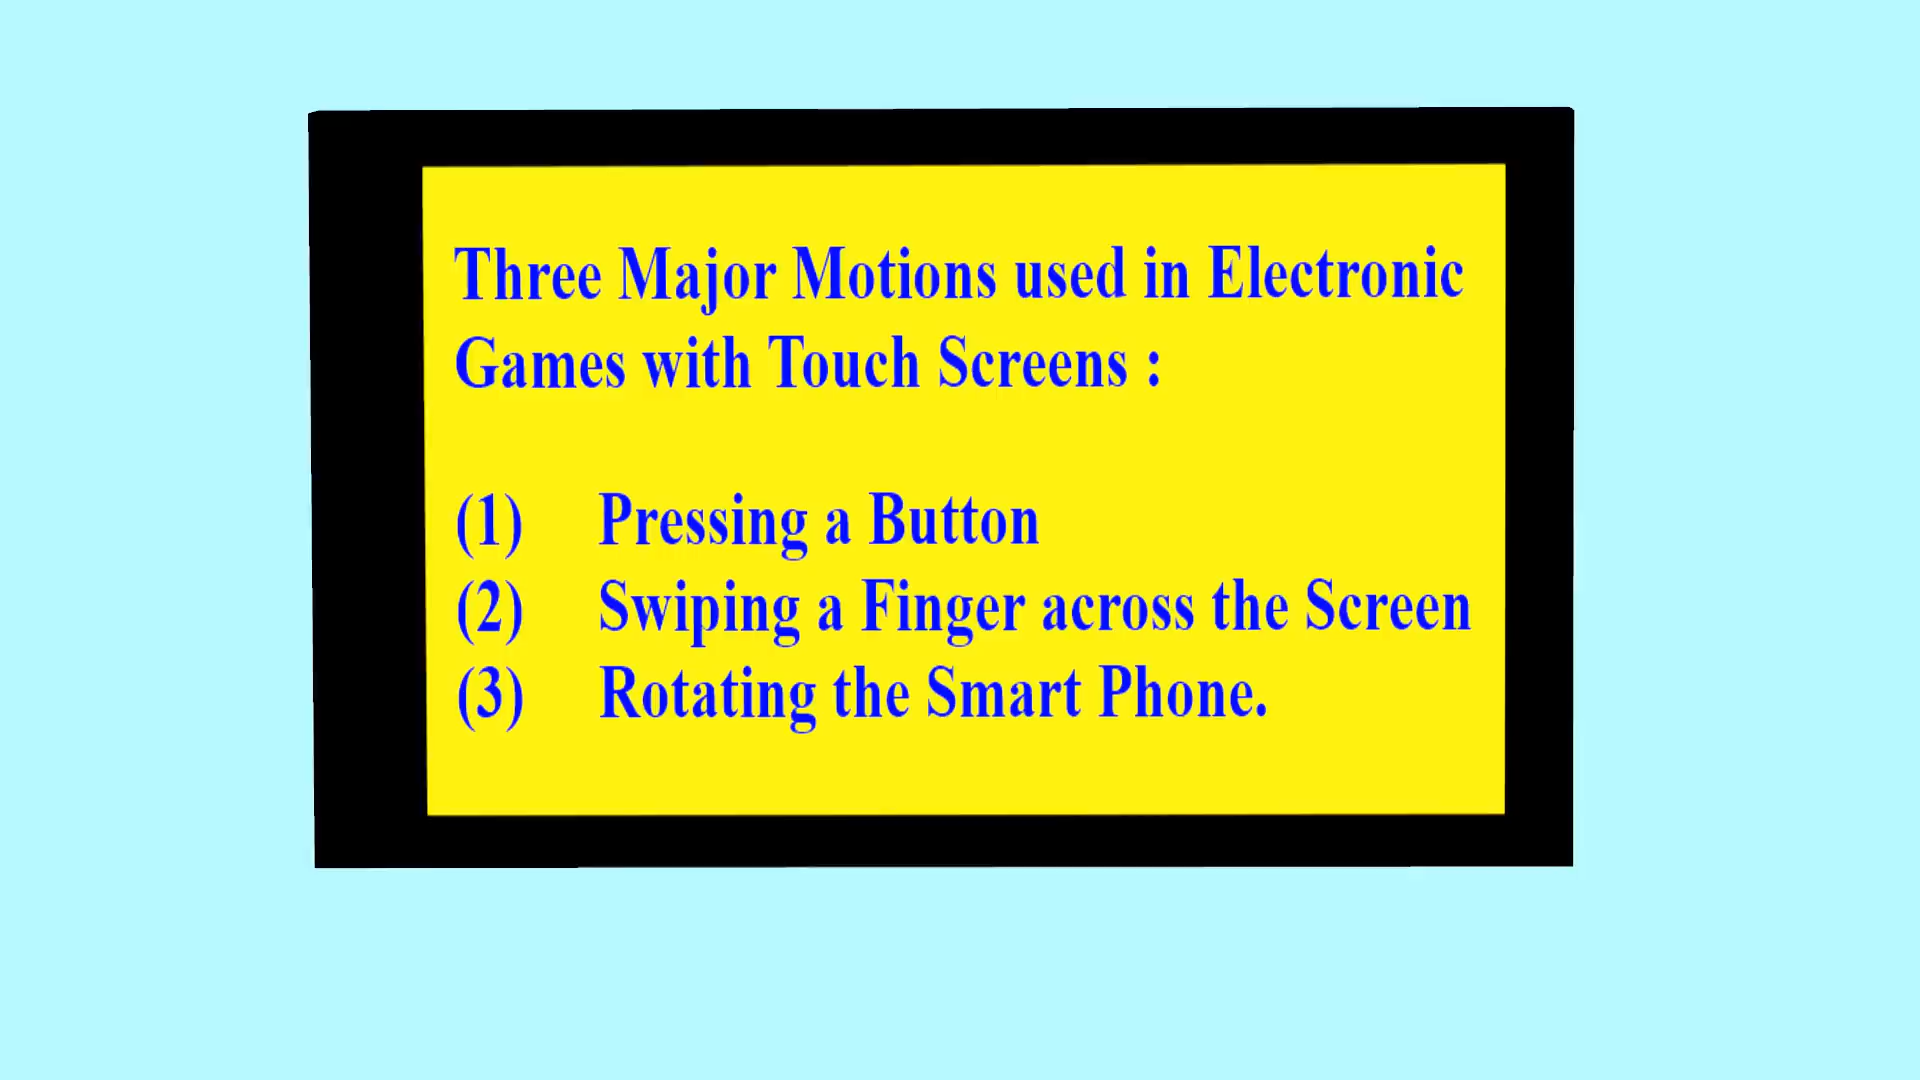 Three Major Motions used in Electronic
Games with Touch Screens :
(1) Pressing a Button
(2) Swiping a Finger across the Screen
(3) Rotating the Smart Phone.